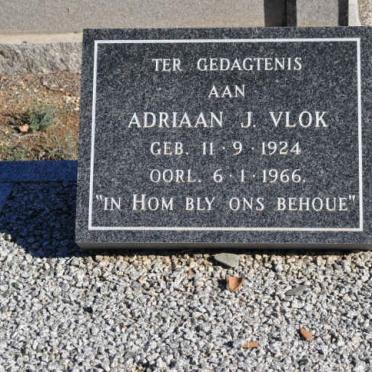 TER GEDAGTENIS
AAN
ADRIAAN J. VLOK
GEB. 11·9·1924
OORL. 6·1·1966.
"IN HOM BLY ONS BEHOUE"